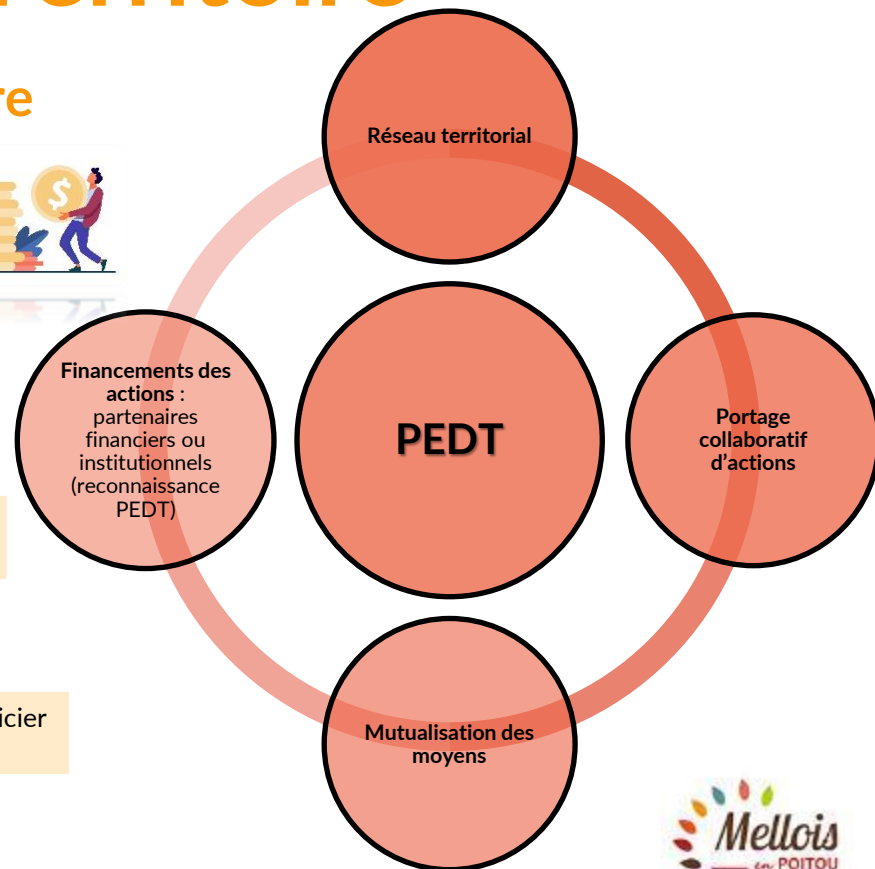 Territoire
re
Réseau territorial
$
Financements des
actions :
partenaires
financiers ou
institutionnels
(reconnaissance
PEDT)
PEDT
Portage
collaboratif
d'actions
icier
Mutualisation des
moyens
Mellois
en POITOU